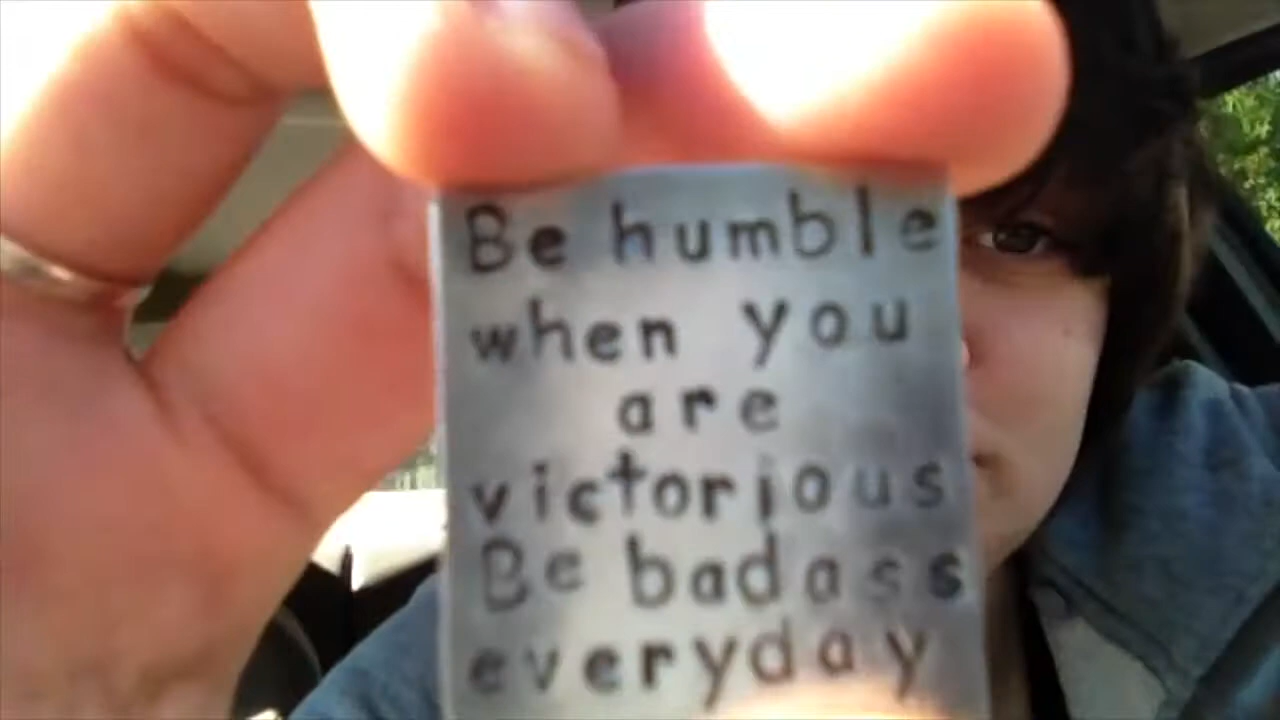 Be humble
when you
are
victorious
Be badass
everyday